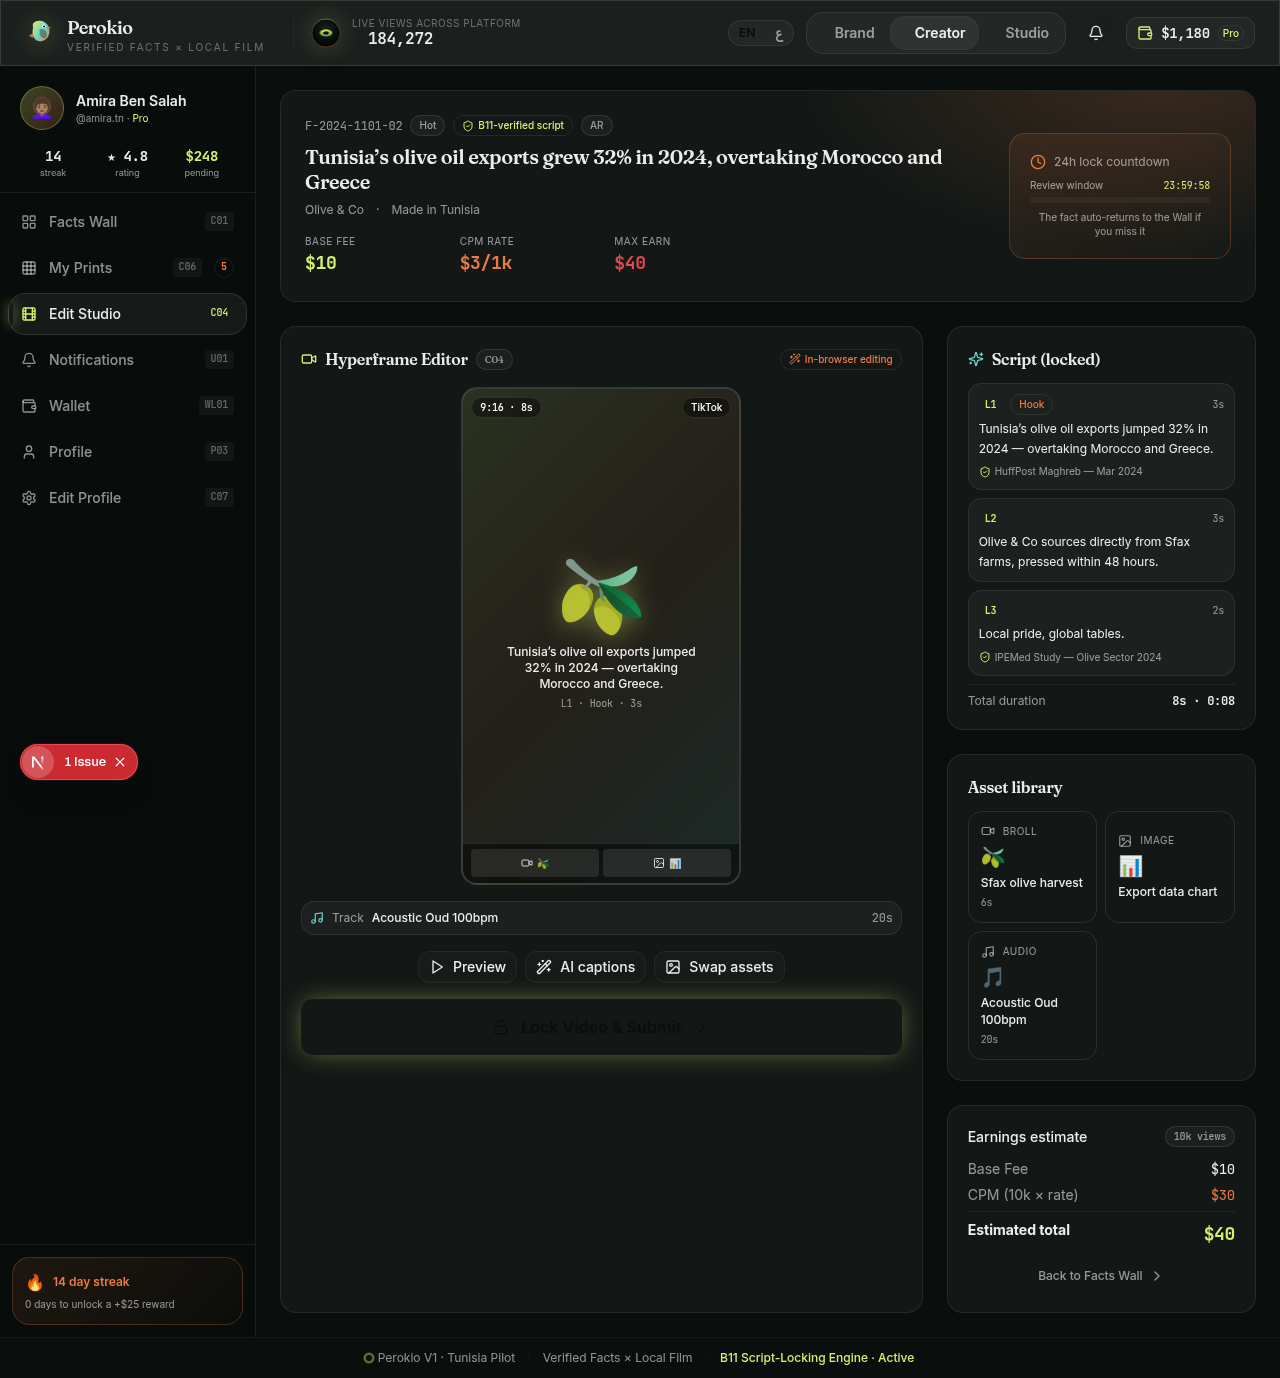 Perokio
VERIFIED FACTS × LOCAL FILM
LIVE VIEWS ACROSS PLATFORM
184,272
EN ع
Brand Creator Studio
$1,180 Pro
Amira Ben Salah
@amira.tn · Pro
14 ★ 4.8 $248
streak rating pending
Facts Wall C01
My Prints C06 5
Edit Studio C04
Notifications U01
Wallet WL01
Profile P03
Edit Profile C07
1 Issue
14 day streak
0 days to unlock a +$25 reward
F-2024-1101-02 Hot B11-verified script AR
Tunisia’s olive oil exports grew 32% in 2024, overtaking Morocco and
Greece
Olive & Co · Made in Tunisia
BASE FEE CPM RATE MAX EARN
$10 $3/1k $40
24h lock countdown
Review window 23:59:58
The fact auto-returns to the Wall if
you miss it
Hyperframe Editor C04 In-browser editing
9:16 · 8s TikTok
Tunisia’s olive oil exports jumped
32% in 2024 — overtaking
Morocco and Greece.
L1 · Hook · 3s
Track Acoustic Oud 100bpm 20s
Preview AI captions Swap assets
Lock Video & Submit
Script (locked)
L1 Hook 3s
Tunisia’s olive oil exports jumped 32% in
2024 — overtaking Morocco and Greece.
HuffPost Maghreb — Mar 2024
L2 3s
Olive & Co sources directly from Sfax
farms, pressed within 48 hours.
L3 2s
Local pride, global tables.
IPEMed Study — Olive Sector 2024
Total duration 8s · 0:08
Asset library
BROLL
Sfax olive harvest
6s
IMAGE
Export data chart
AUDIO
Acoustic Oud
100bpm
20s
Earnings estimate 10k views
Base Fee $10
CPM (10k × rate) $30
Estimated total $40
Back to Facts Wall
Perokio V1 · Tunisia Pilot · Verified Facts × Local Film · B11 Script-Locking Engine · Active